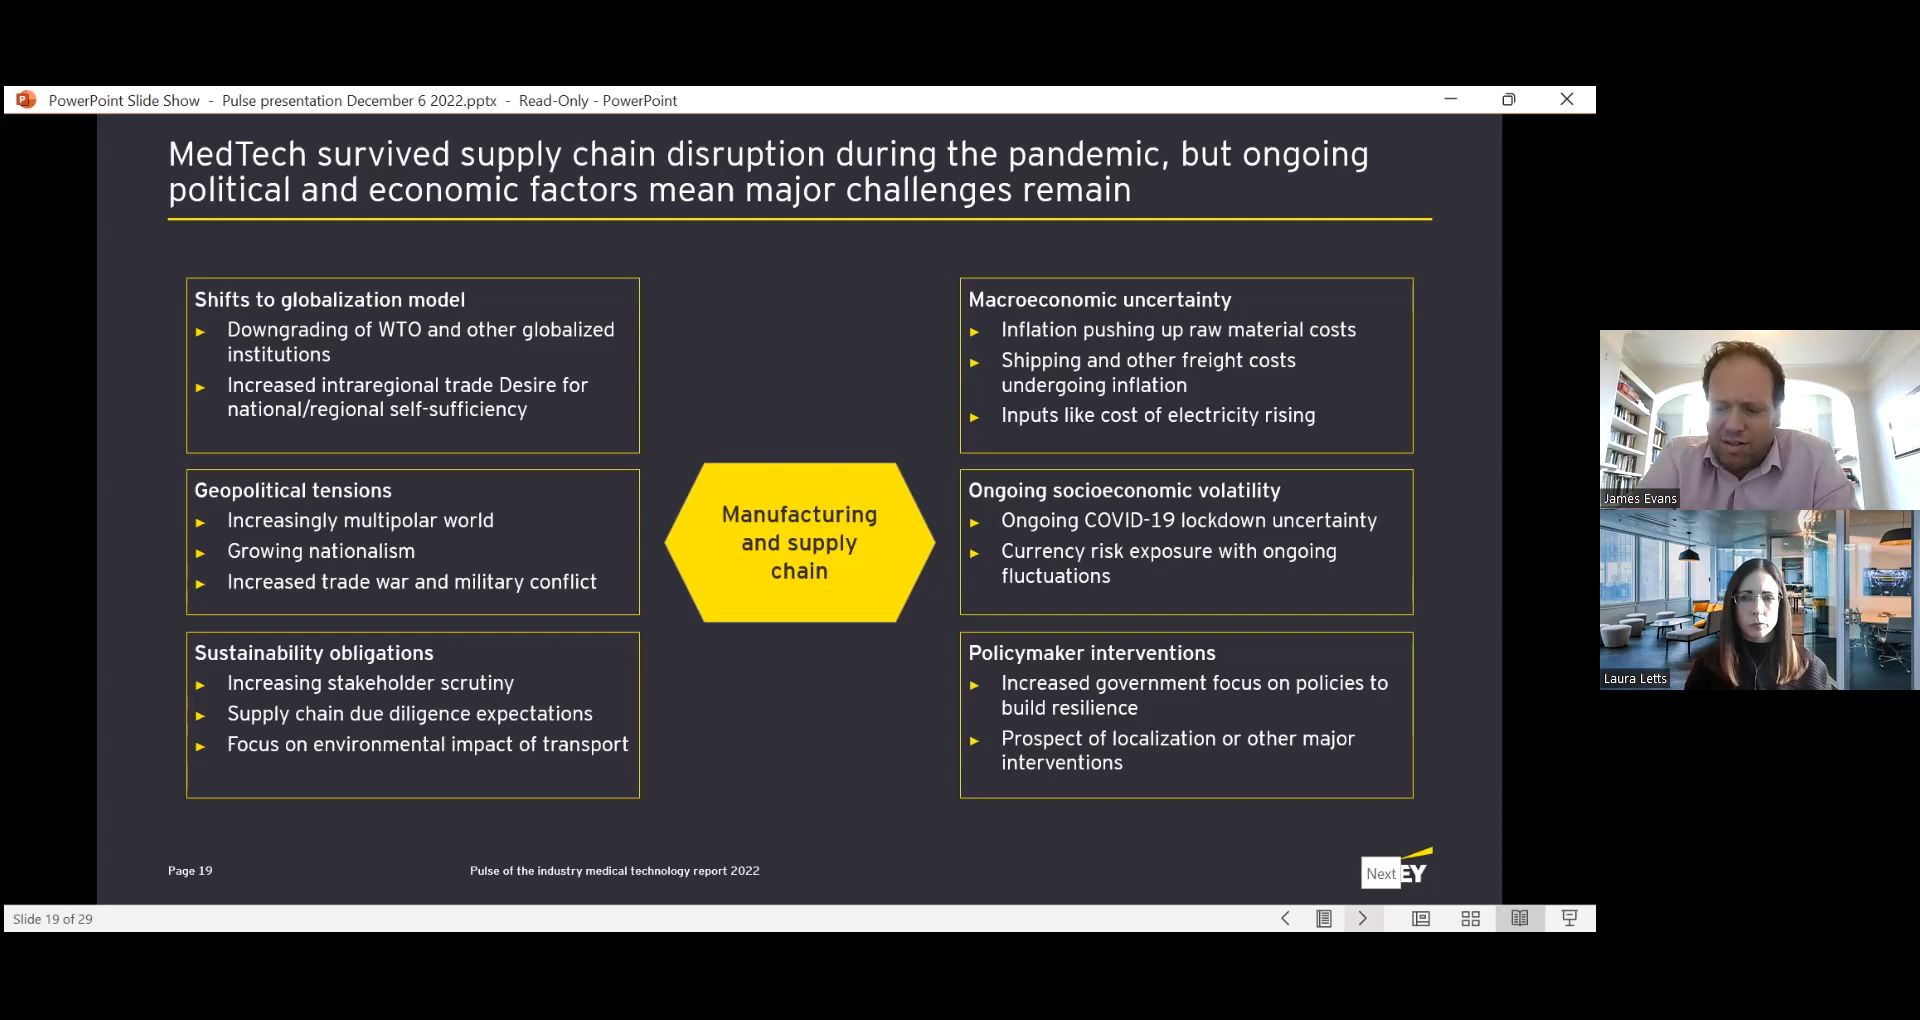 PowerPoint Slide Show - Pulse presentation December 6 2022.pptx - Read-Only - PowerPoint
MedTech survived supply chain disruption during the pandemic, but ongoing
political and economic factors mean major challenges remain
Shifts to globalization model
► Downgrading of WTO and other globalized
institutions
► Increased intraregional trade Desire for
national/regional self-sufficiency
Geopolitical tensions
► Increasingly multipolar world
► Growing nationalism
► Increased trade war and military conflict
Sustainability obligations
► Increasing stakeholder scrutiny
► Supply chain due diligence expectations
► Focus on environmental impact of transport
Manufacturing
and supply
chain
Macroeconomic uncertainty
► Inflation pushing up raw material costs
► Shipping and other freight costs
undergoing inflation
► Inputs like cost of electricity rising
Ongoing socioeconomic volatility
► Ongoing COVID-19 lockdown uncertainty
► Currency risk exposure with ongoing
fluctuations
Policymaker interventions
► Increased government focus on policies to
build resilience
► Prospect of localization or other major
interventions
Page 19
Pulse of the industry medical technology report 2022
Next
EY
Slide 19 of 29
James Evans
Laura Letts